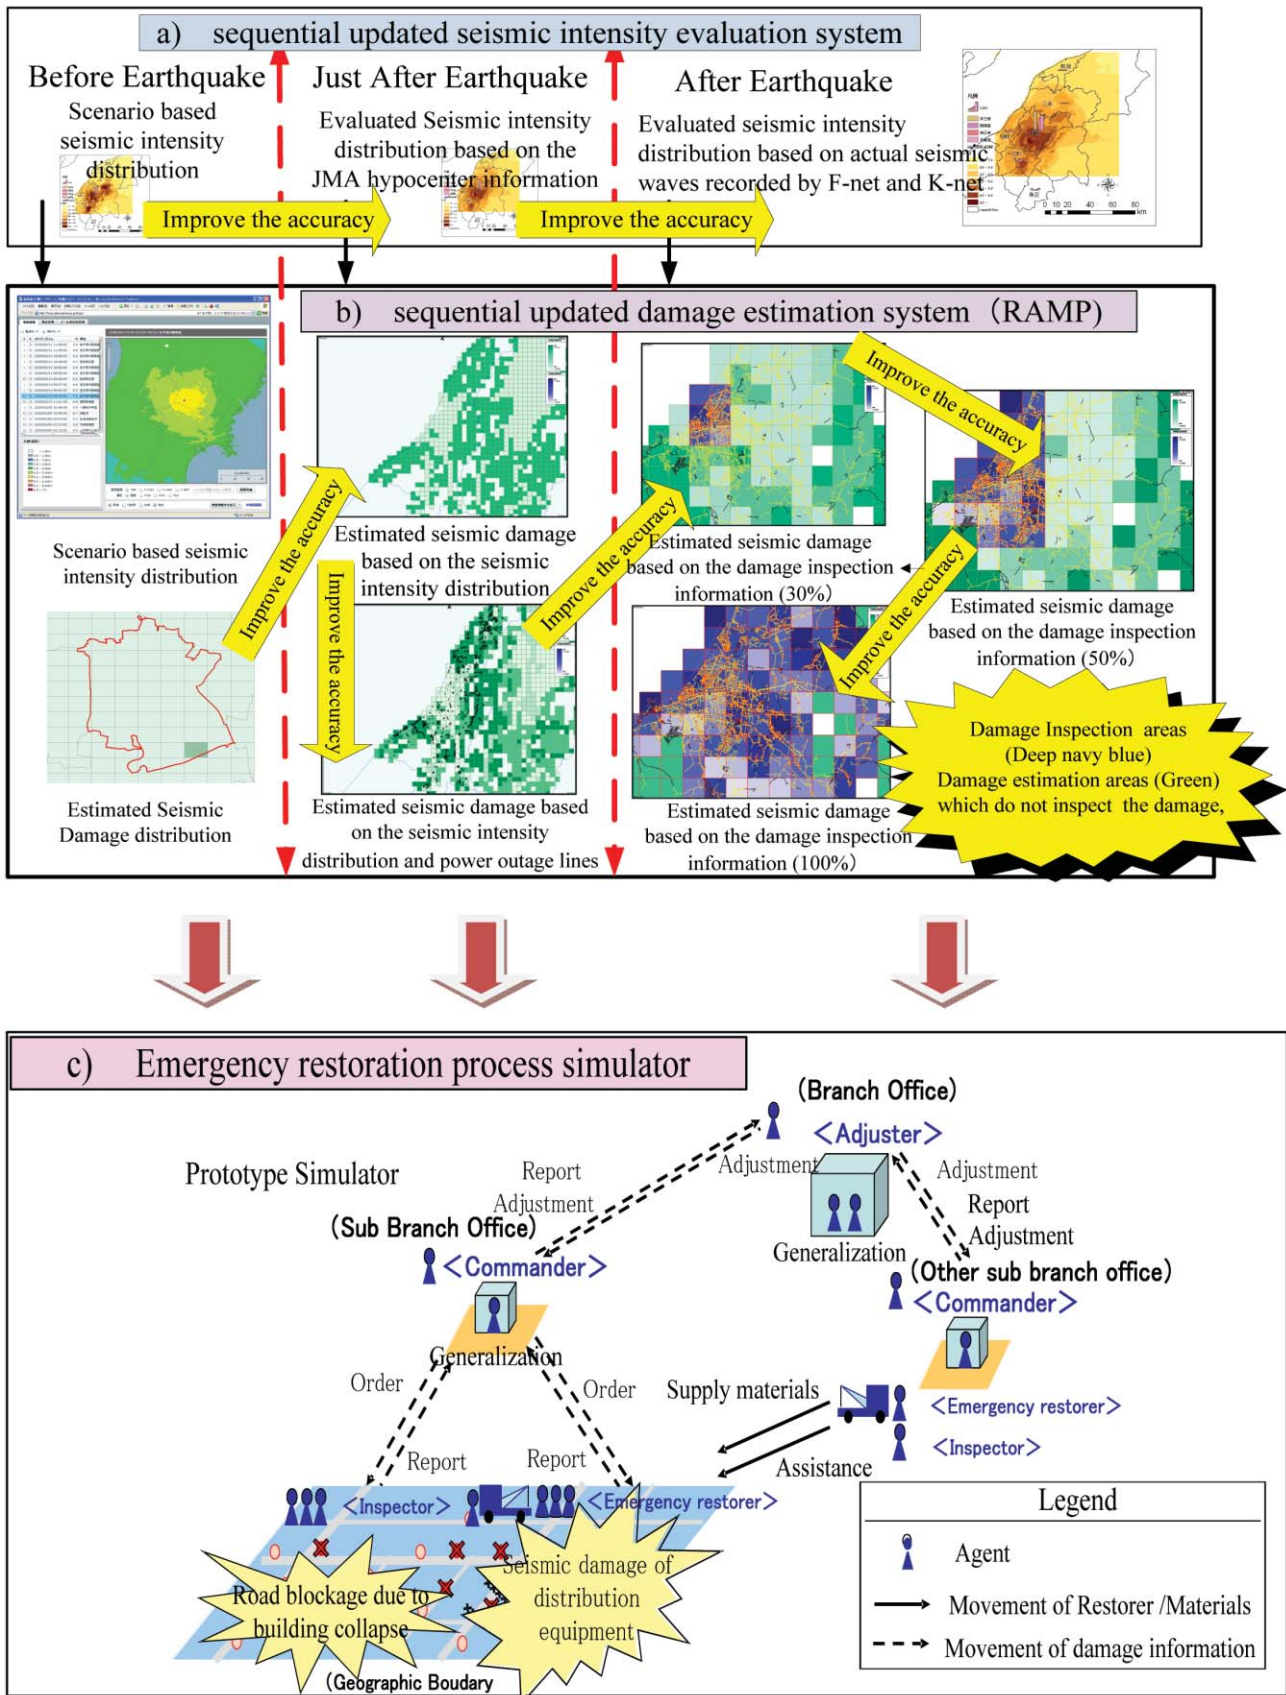 a) sequential updated seismic intensity evaluation system
Before Earthquake
Scenario based
seismic intensity
distribution
Just After Earthquake
Evaluated Seismic intensity
distribution based on the
JMA hypocenter information
After Earthquake
Evaluated seismic intensity
distribution based on actual seismic
waves recorded by F-net and K-net
Improve the accuracy
Improve the accuracy
0 10 20 40 60 80
km
b) sequential updated damage estimation system (RAMP)
Scenario based seismic
intensity distribution
Estimated Seismic
Damage distribution
Improve the accuracy
Estimated seismic damage
based on the seismic
intensity distribution
Improve the accuracy
Estimated seismic damage based
on the seismic intensity
distribution and power outage lines
Improve the accuracy
Estimated seismic damage
based on the damage inspection
information (30%)
Improve the accuracy
Estimated seismic damage
based on the damage inspection
information (50%)
Improve the accuracy
Estimated seismic damage
based on the damage inspection
information (100%)
Damage Inspection areas
(Deep navy blue)
Damage estimation areas (Green)
which do not inspect the damage,
c) Emergency restoration process simulator
Prototype Simulator
(Branch Office)
<Adjuster>
Adjustment
Generalization
Report
Adjustment
Adjustment
Report
Adjustment
(Sub Branch Office)
<Commander>
Generalization
(Other sub branch office)
<Commander>
Order
Order
Report
Report
Supply materials
Assistance
<Emergency restorer>
<Inspector>
<Inspector>
<Emergency restorer>
Road blockage due to
building collapse
Seismic damage of
distribution
equipment
(Geographic Boudary
Legend
Agent
Movement of Restorer /Materials
Movement of damage information